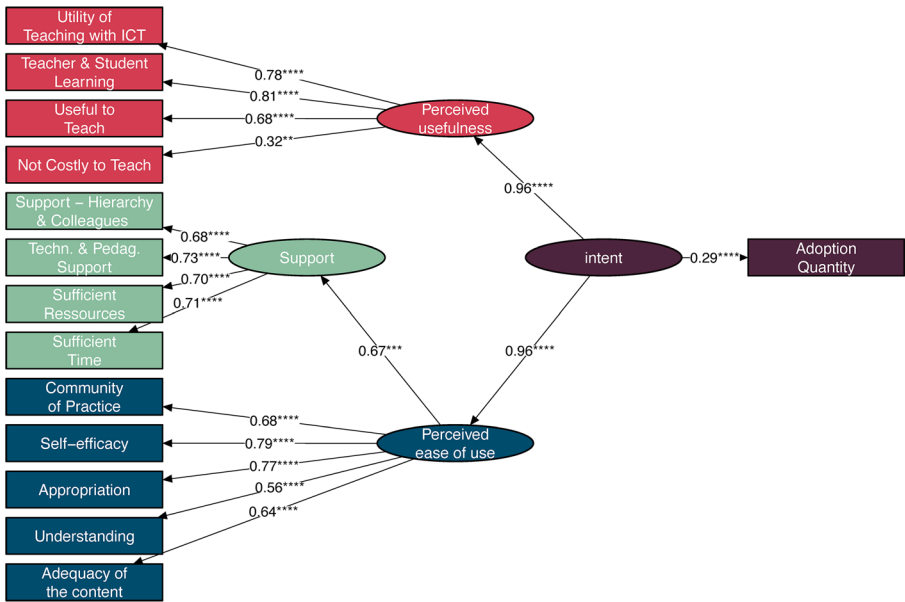 Utility of
Teaching with ICT
Teacher & Student
Learning
Useful to
Teach
Not Costly to Teach
Support – Hierarchy
& Colleagues
Techn. & Pedag.
Support
Sufficient
Ressources
Sufficient
Time
Community
of Practice
Self–efficacy
Appropriation
Understanding
Adequacy of
the content
0.78****
0.81****
0.68****
0.32**
0.68****
0.73****
0.70****
0.71****
0.68****
0.79****
0.77****
0.56****
0.64****
Perceived
usefulness
Support
Perceived
ease of use
0.96****
0.67***
0.96****
intent
0.29****
Adoption
Quantity